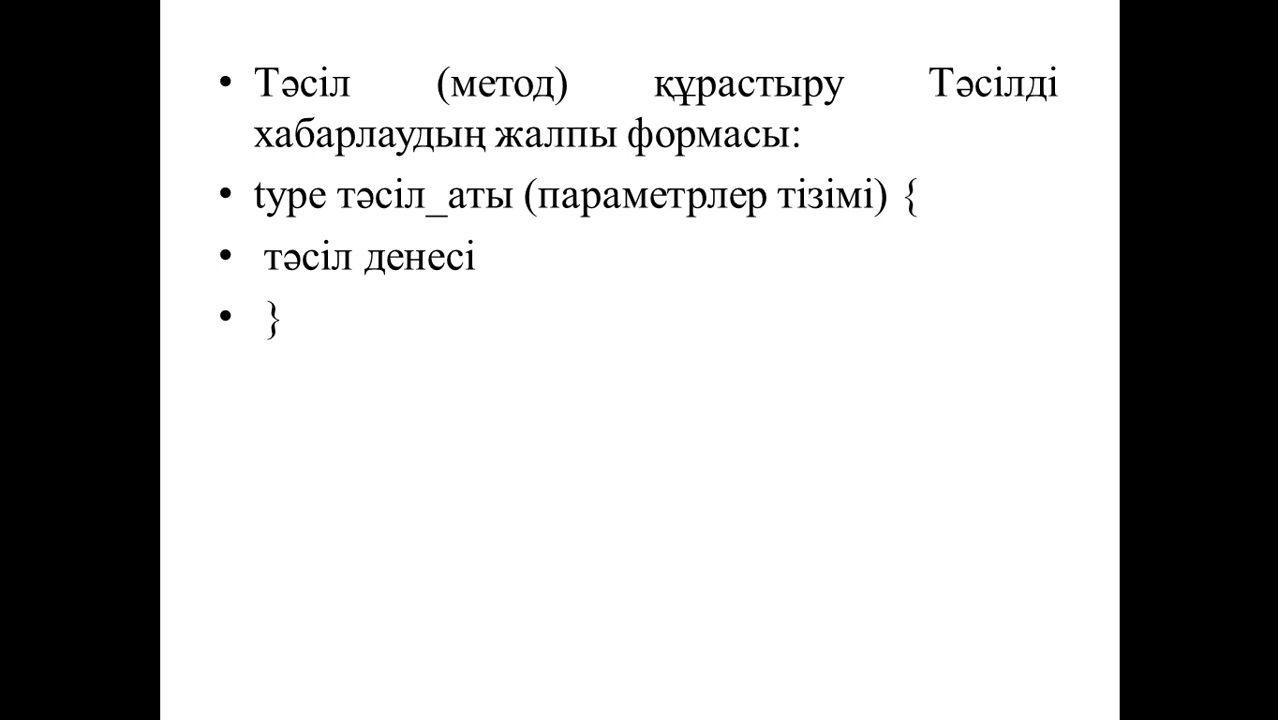 • Тәсіл (метод) құрастыру Тәсілді
хабарлаудың жалпы формасы:
• type тәсіл_аты (параметрлер тізімі) {
• тәсіл денесі
• }